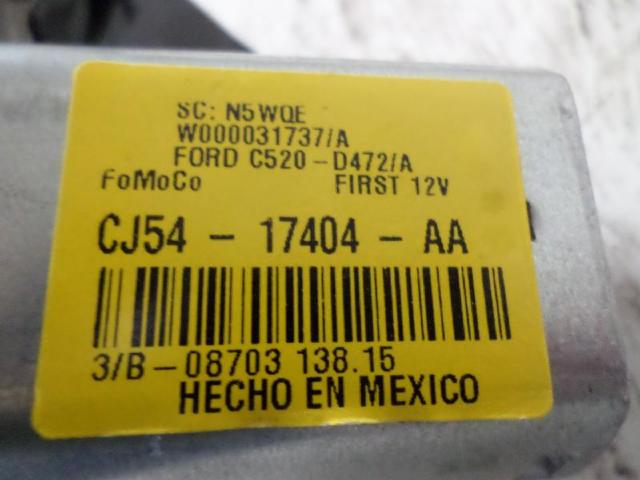 SC: N5WQE
W000031737/A
FORD C520-D472/A
FoMoCo FIRST 12V
CJ54 - 17404 - AA
3/B-08703 138.15
HECHO EN MEXICO